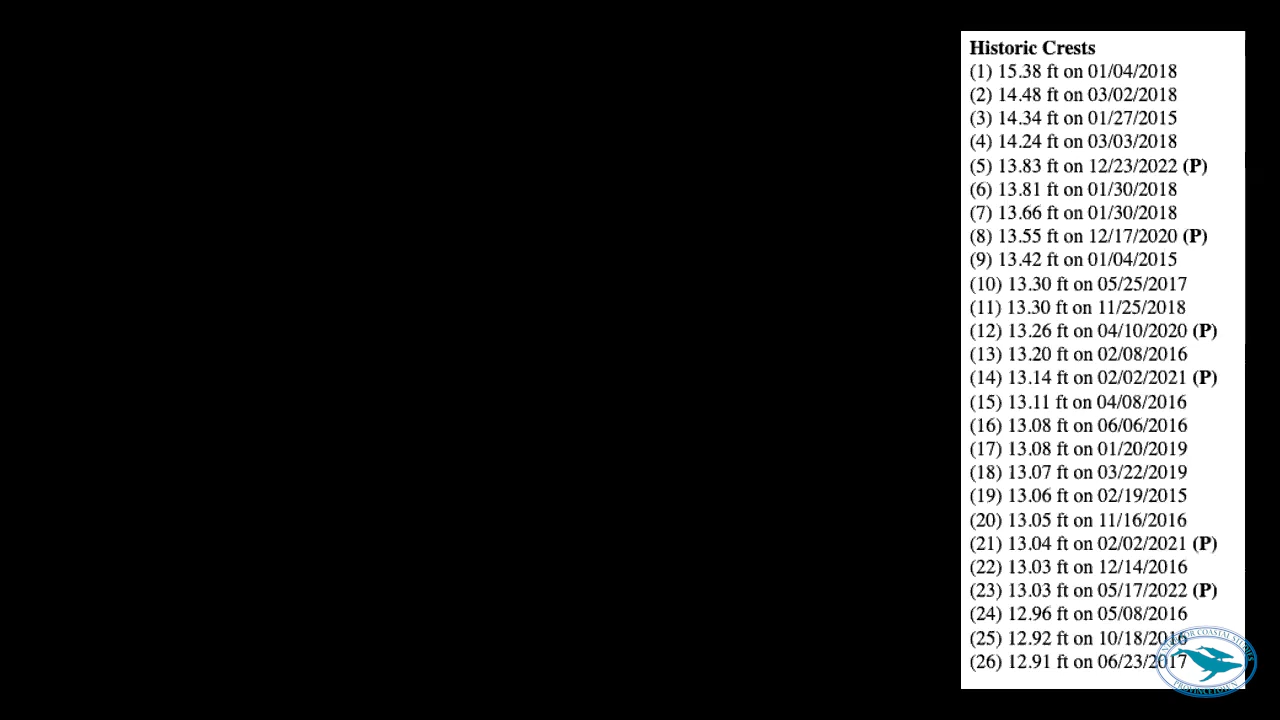 Historic Crests
(1) 15.38 ft on 01/04/2018
(2) 14.48 ft on 03/02/2018
(3) 14.34 ft on 01/27/2015
(4) 14.24 ft on 03/03/2018
(5) 13.83 ft on 12/23/2022 (P)
(6) 13.81 ft on 01/30/2018
(7) 13.66 ft on 01/30/2018
(8) 13.55 ft on 12/17/2020 (P)
(9) 13.42 ft on 01/04/2015
(10) 13.30 ft on 05/25/2017
(11) 13.30 ft on 11/25/2018
(12) 13.26 ft on 04/10/2020 (P)
(13) 13.20 ft on 02/08/2016
(14) 13.14 ft on 02/02/2021 (P)
(15) 13.11 ft on 04/08/2016
(16) 13.08 ft on 06/06/2016
(17) 13.08 ft on 01/20/2019
(18) 13.07 ft on 03/22/2019
(19) 13.06 ft on 02/19/2015
(20) 13.05 ft on 11/16/2016
(21) 13.04 ft on 02/02/2021 (P)
(22) 13.03 ft on 12/14/2016
(23) 13.03 ft on 05/17/2022 (P)
(24) 12.96 ft on 05/08/2016
(25) 12.92 ft on 10/18/2016
(26) 12.91 ft on 06/23/2017
COASTAL
PROVINCETOWN